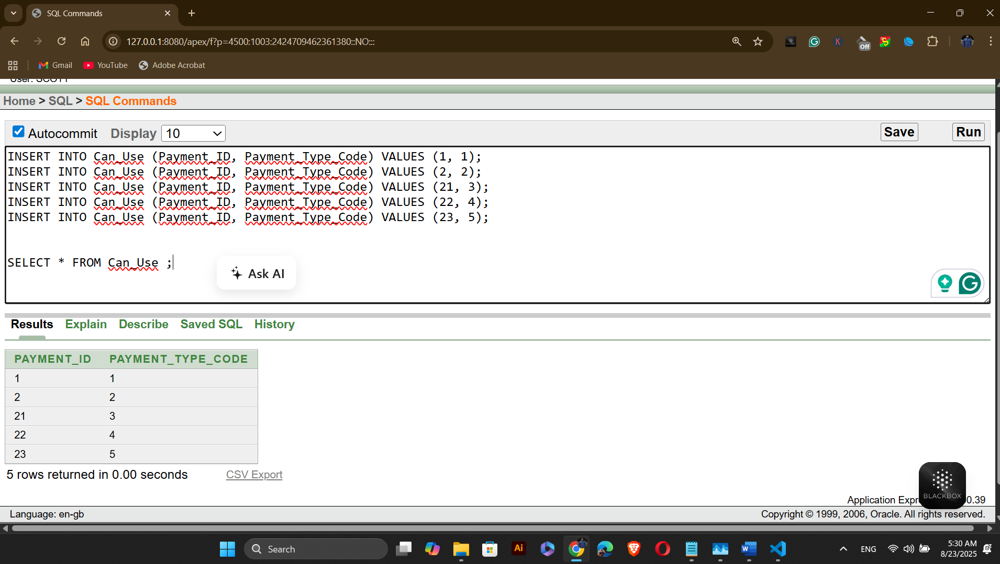 SQL Commands
127.0.0.1:8080/apex/f?p=4500:1003:2424709462361380::NO:::
K
Off
S
Gmail
YouTube
Adobe Acrobat
User: SCOTT
Home > SQL > SQL Commands
Autocommit
Display
10
Save
Run
INSERT INTO Can_Use (Payment_ID, Payment_Type_Code) VALUES (1, 1);
INSERT INTO Can_Use (Payment_ID, Payment_Type_Code) VALUES (2, 2);
INSERT INTO Can_Use (Payment_ID, Payment_Type_Code) VALUES (21, 3);
INSERT INTO Can_Use (Payment_ID, Payment_Type_Code) VALUES (22, 4);
INSERT INTO Can_Use (Payment_ID, Payment_Type_Code) VALUES (23, 5);
SELECT * FROM Can_Use ;
Ask AI
Results
Explain
Describe
Saved SQL
History
PAYMENT_ID PAYMENT_TYPE_CODE
1 1
2 2
21 3
22 4
23 5
5 rows returned in 0.00 seconds
CSV Export
BLACKBOX
Application Expr 0.39
Language: en-gb
Copyright © 1999, 2006, Oracle. All rights reserved.
Search
Ai
W
ENG
5:30 AM
8/23/2025